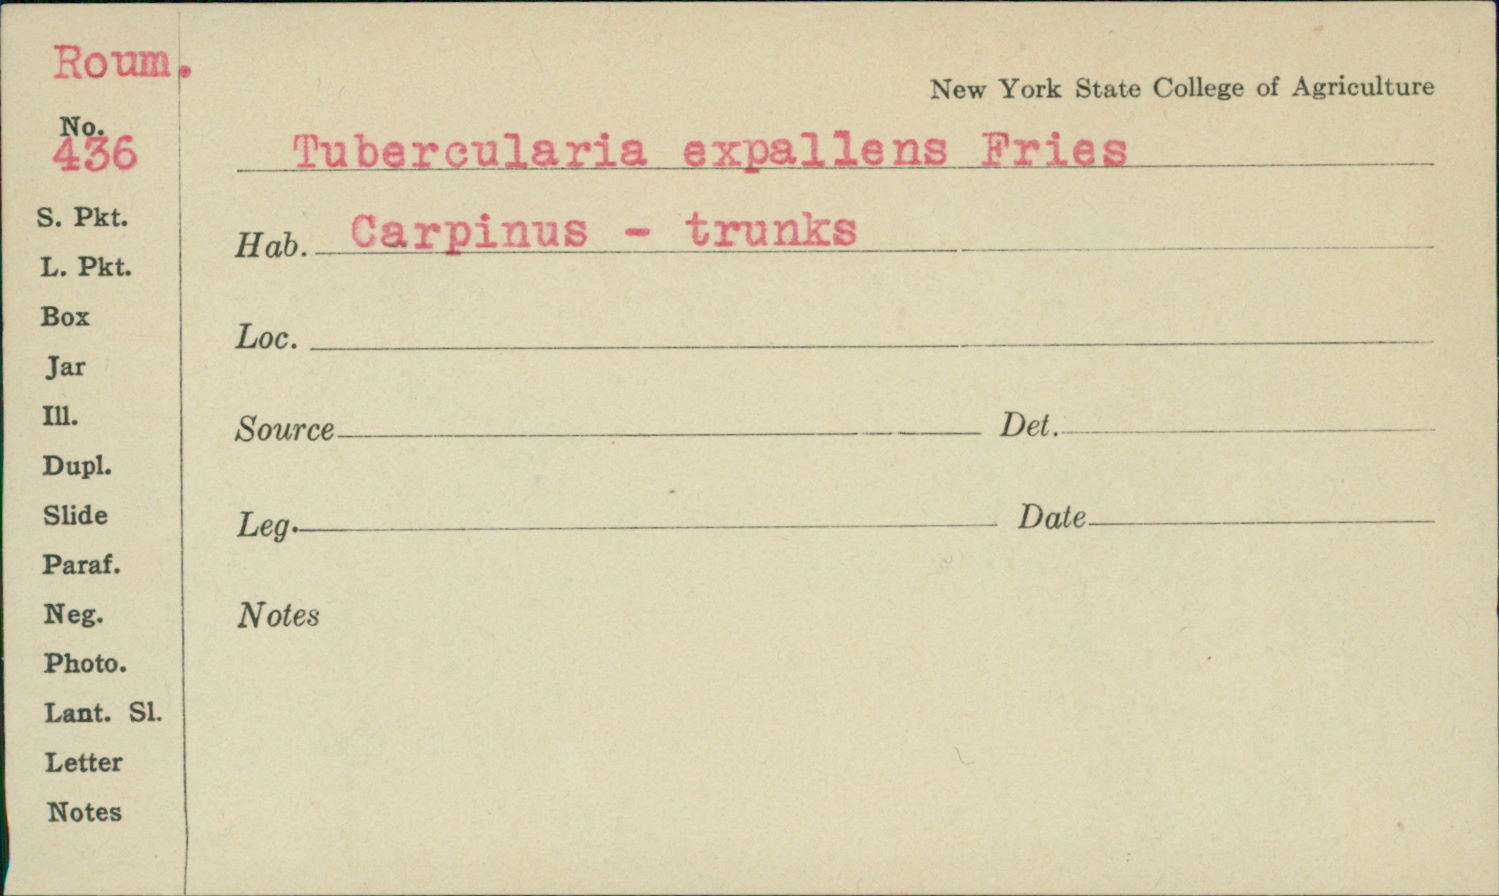 Roum.
New York State College of Agriculture
No.
436
Tubercularia expallens Fries
S. Pkt.
Hab. Carpinus - trunks
L. Pkt.
Box
Loc.
Jar
Ill.
Source Det.
Dupl.
Slide
Leg. Date
Paraf.
Neg.
Notes
Photo.
Lant. Sl.
Letter
Notes